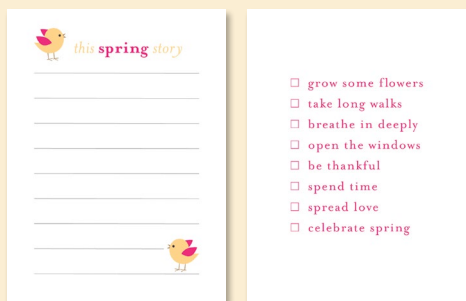 this spring story
☐ grow some flowers
☐ take long walks
☐ breathe in deeply
☐ open the windows
☐ be thankful
☐ spend time
☐ spread love
☐ celebrate spring